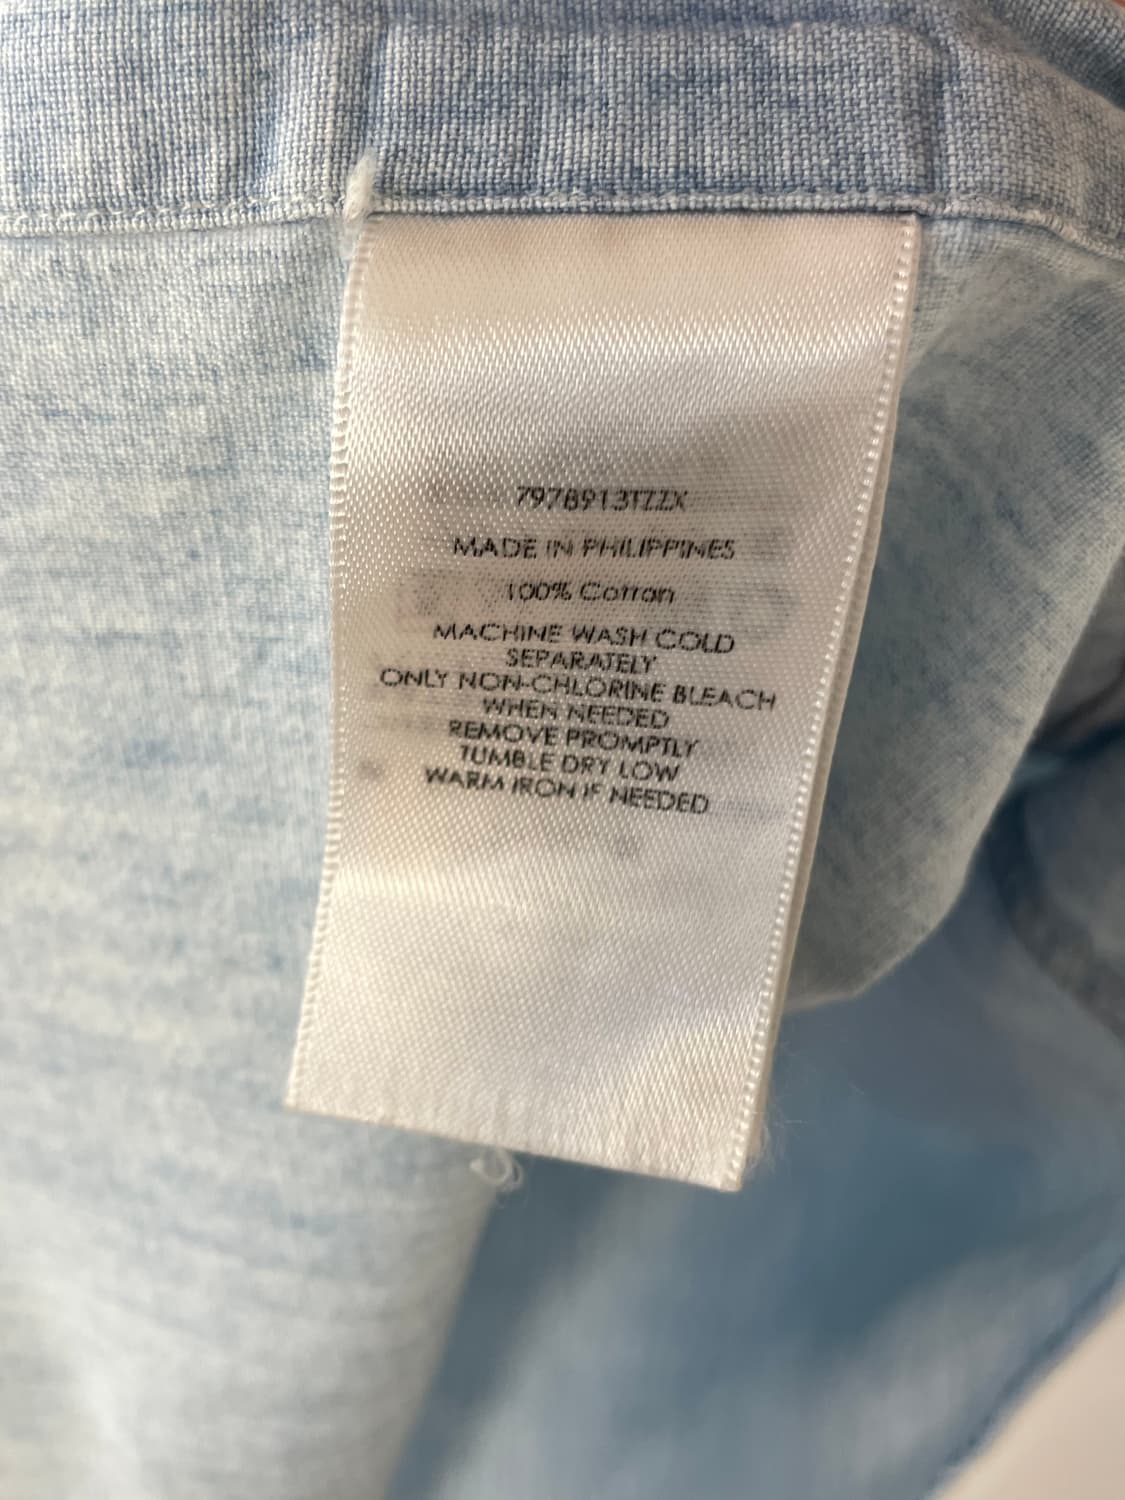 7978913TZZX
MADE IN PHILIPPINES
100% Cotton
MACHINE WASH COLD
SEPARATELY
ONLY NON-CHLORINE BLEACH
WHEN NEEDED
REMOVE PROMPTLY
TUMBLE DRY LOW
WARM IRON IF NEEDED